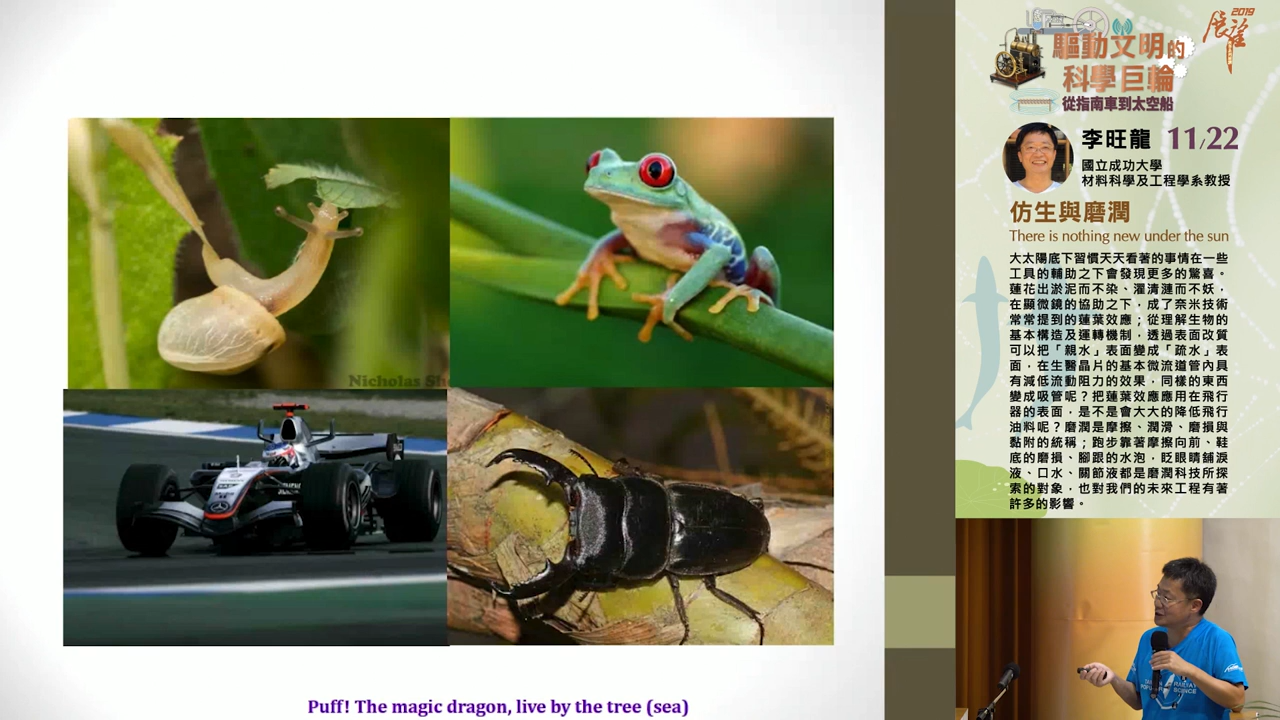 Nicholas
Puff! The magic dragon, live by the tree (sea)
2019
展望
驅動文明的
科學巨輪
從指南車到太空船
李旺龍 11/22
國立成功大學
材料科學及工程學系教授
仿生與磨潤
There is nothing new under the sun
大太陽底下習慣天天看著的事情在一些
工具的輔助之下會發現更多的驚喜。
蓮花出淤泥而不染、濯清漣而不妖，
在顯微鏡的協助之下，成了奈米技術
常常提到的蓮葉效應；從理解生物的
基本構造及運轉機制，透過表面改質
可以把「親水」表面變成「疏水」表
面，在生醫晶片的基本微流道管內具
有減低流動阻力的效果，同樣的東西
變成吸管呢？把蓮葉效應應用在飛行
器的表面，是不是會大大的降低飛行
油料呢？磨潤是摩擦、潤滑、磨損與
黏附的統稱；跑步靠著摩擦向前、鞋
底的磨損、腳跟的水泡，眨眼睛舖淚
液、口水、關節液都是磨潤科技所探
索的對象，也對我們的未來工程有著
許多的影響。